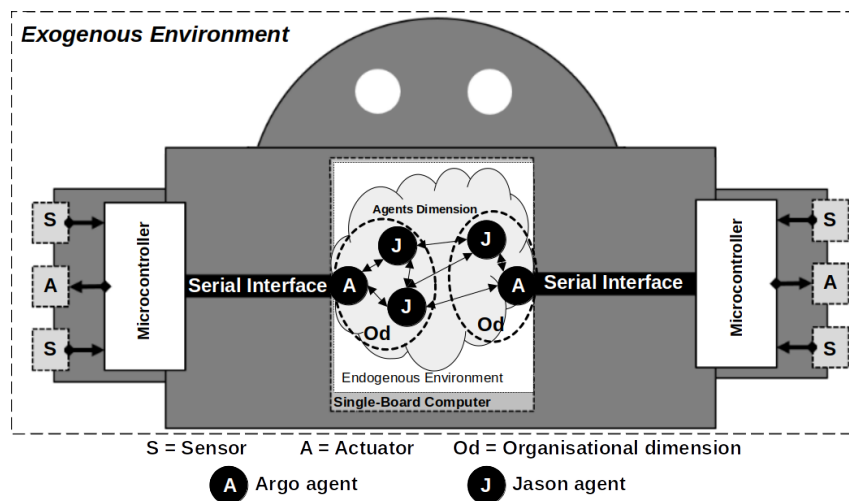 Exogenous Environment
S
A
S
Microcontroller
Serial Interface
Agents Dimension
J
J
A
J
A
Od
Od
Endogenous Environment
Single-Board Computer
Serial Interface
Microcontroller
S
A
S
S = Sensor A = Actuator Od = Organisational dimension
A Argo agent J Jason agent